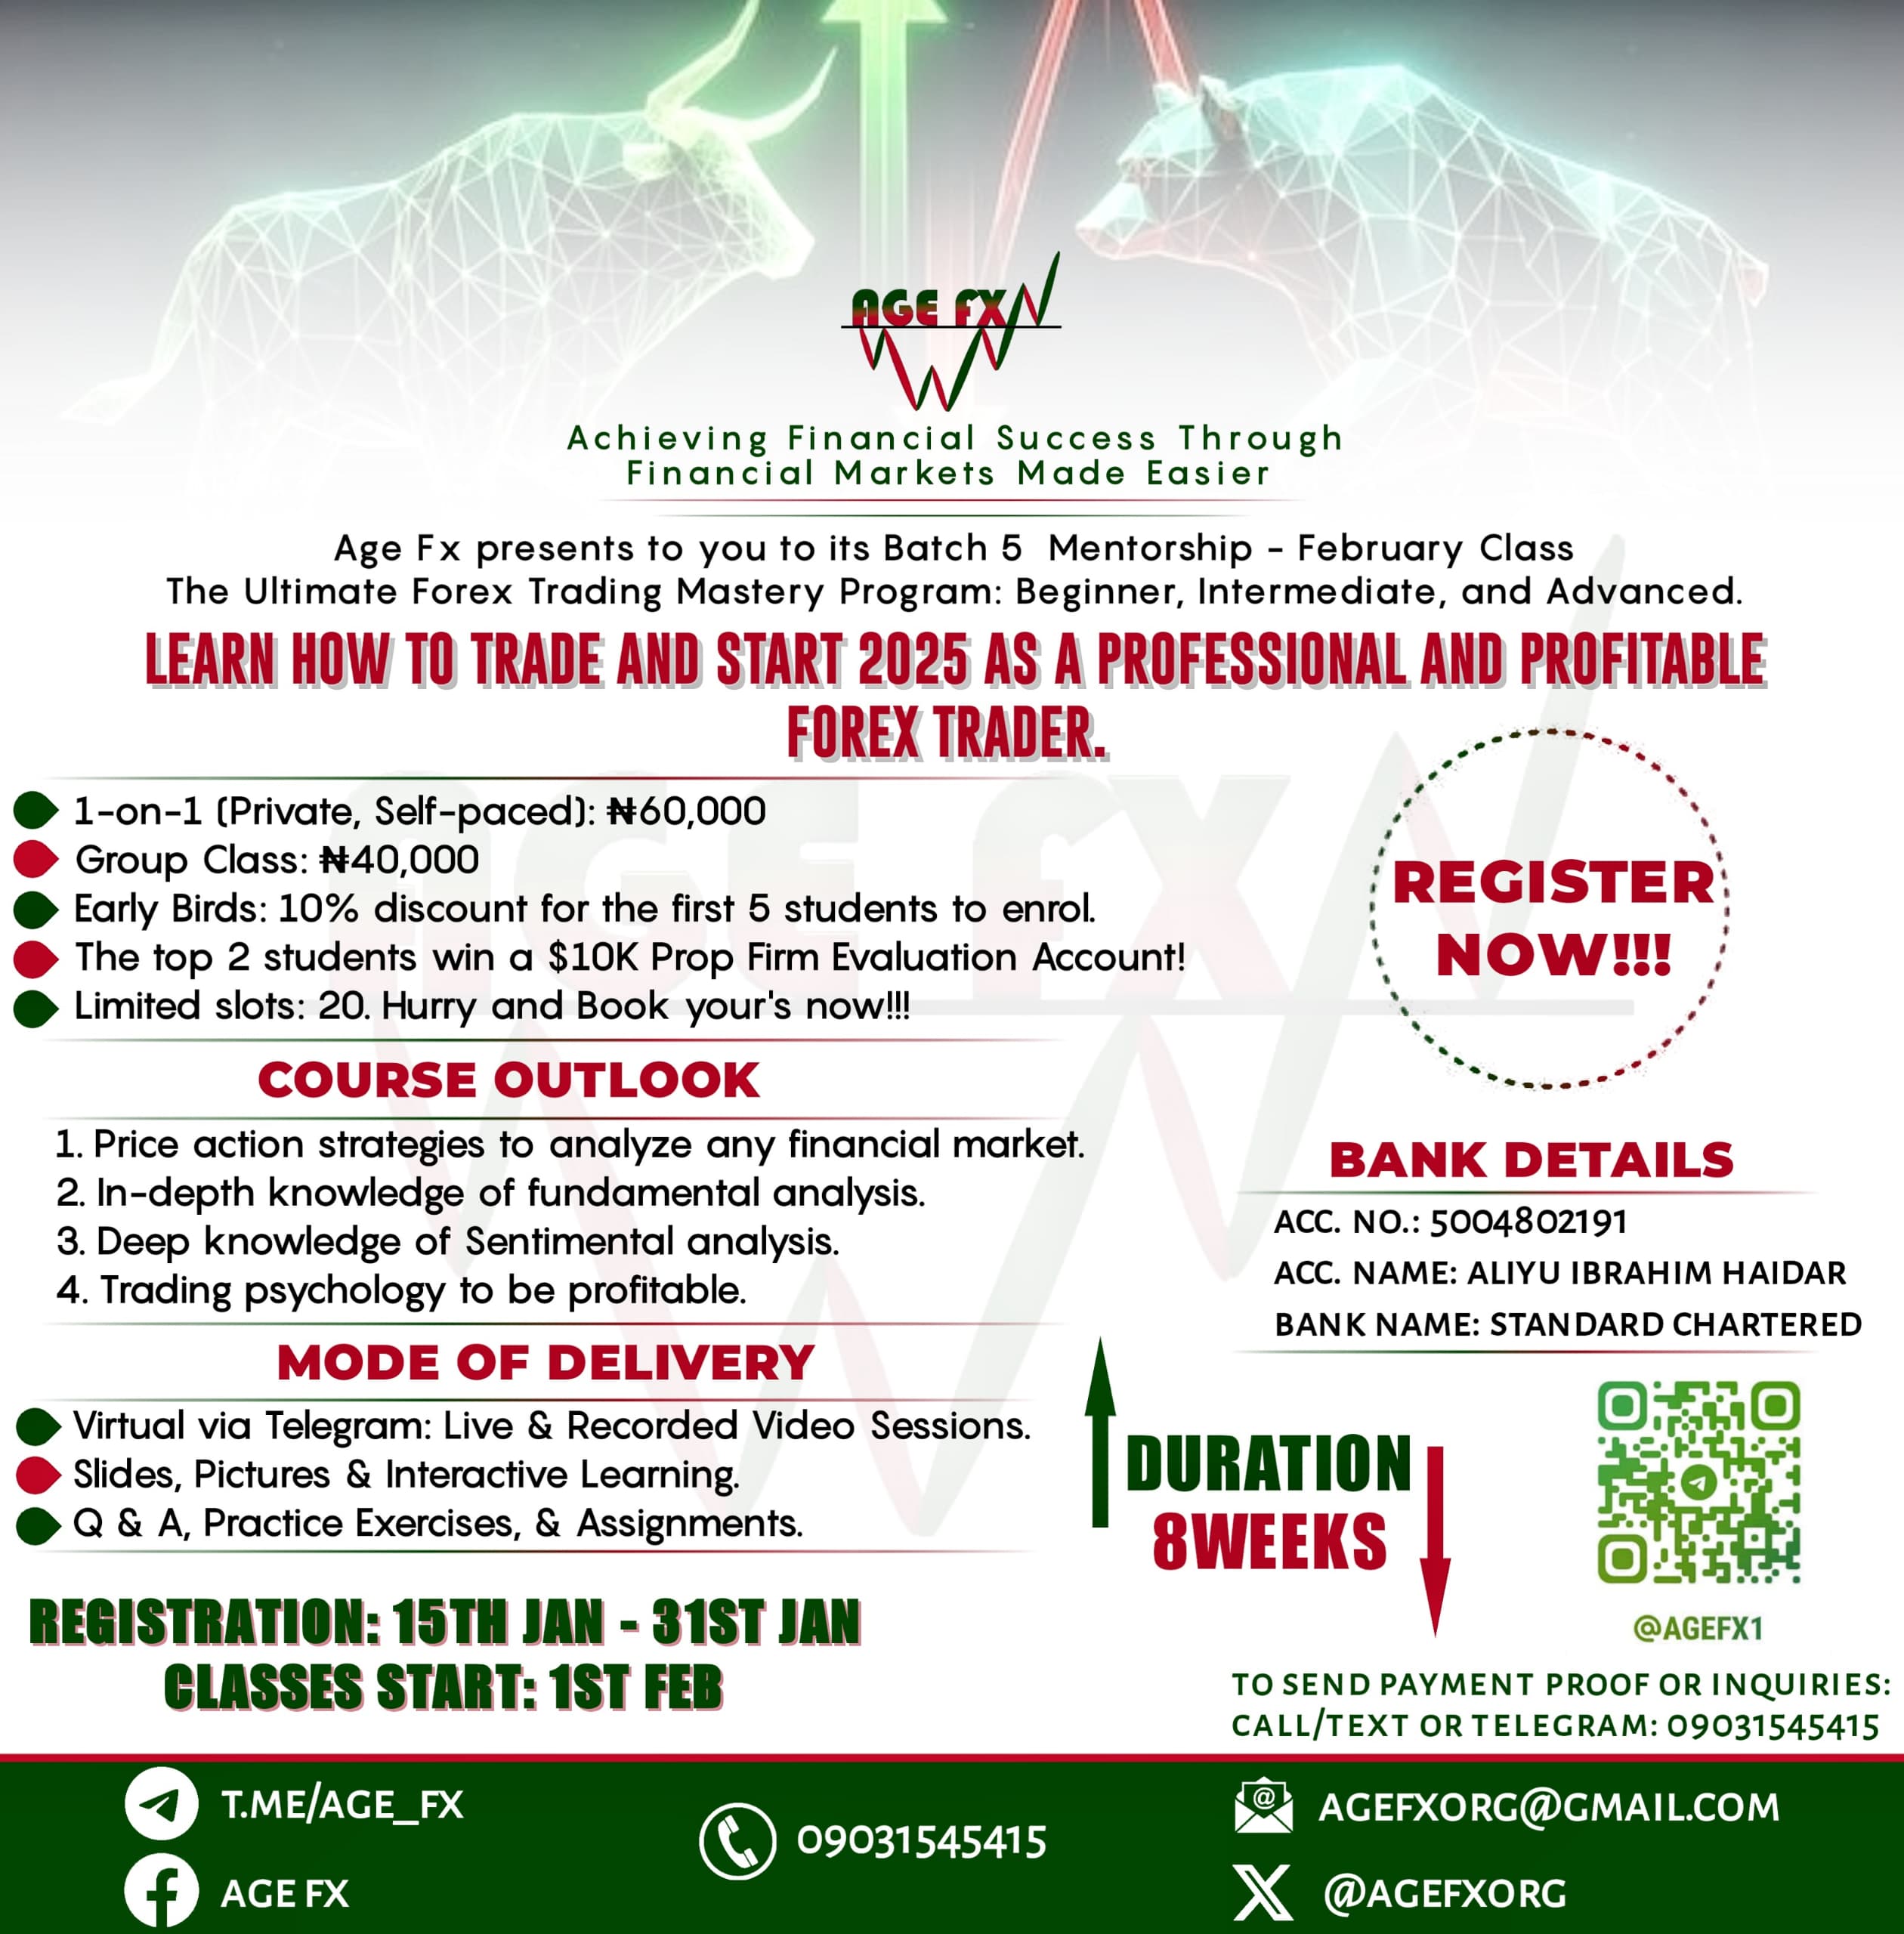 AGE FX
Achieving Financial Success Through
Financial Markets Made Easier
Age Fx presents to you to its Batch 5 Mentorship - February Class
The Ultimate Forex Trading Mastery Program: Beginner, Intermediate, and Advanced.
LEARN HOW TO TRADE AND START 2025 AS A PROFESSIONAL AND PROFITABLE
FOREX TRADER.
1-on-1 (Private, Self-paced): ₦60,000
Group Class: ₦40,000
Early Birds: 10% discount for the first 5 students to enrol.
The top 2 students win a $10K Prop Firm Evaluation Account!
Limited slots: 20. Hurry and Book your's now!!!
REGISTER
NOW!!!
COURSE OUTLOOK
1. Price action strategies to analyze any financial market.
2. In-depth knowledge of fundamental analysis.
3. Deep knowledge of Sentimental analysis.
4. Trading psychology to be profitable.
BANK DETAILS
ACC. NO.: 5004802191
ACC. NAME: ALIYU IBRAHIM HAIDAR
BANK NAME: STANDARD CHARTERED
MODE OF DELIVERY
Virtual via Telegram: Live & Recorded Video Sessions.
Slides, Pictures & Interactive Learning.
Q & A, Practice Exercises, & Assignments.
DURATION
8WEEKS
@AGEFX1
REGISTRATION: 15TH JAN - 31ST JAN
CLASSES START: 1ST FEB
TO SEND PAYMENT PROOF OR INQUIRIES:
CALL/TEXT OR TELEGRAM: 09031545415
T.ME/AGE_FX
AGE FX
09031545415
AGEFXORG@GMAIL.COM
@AGEFXORG